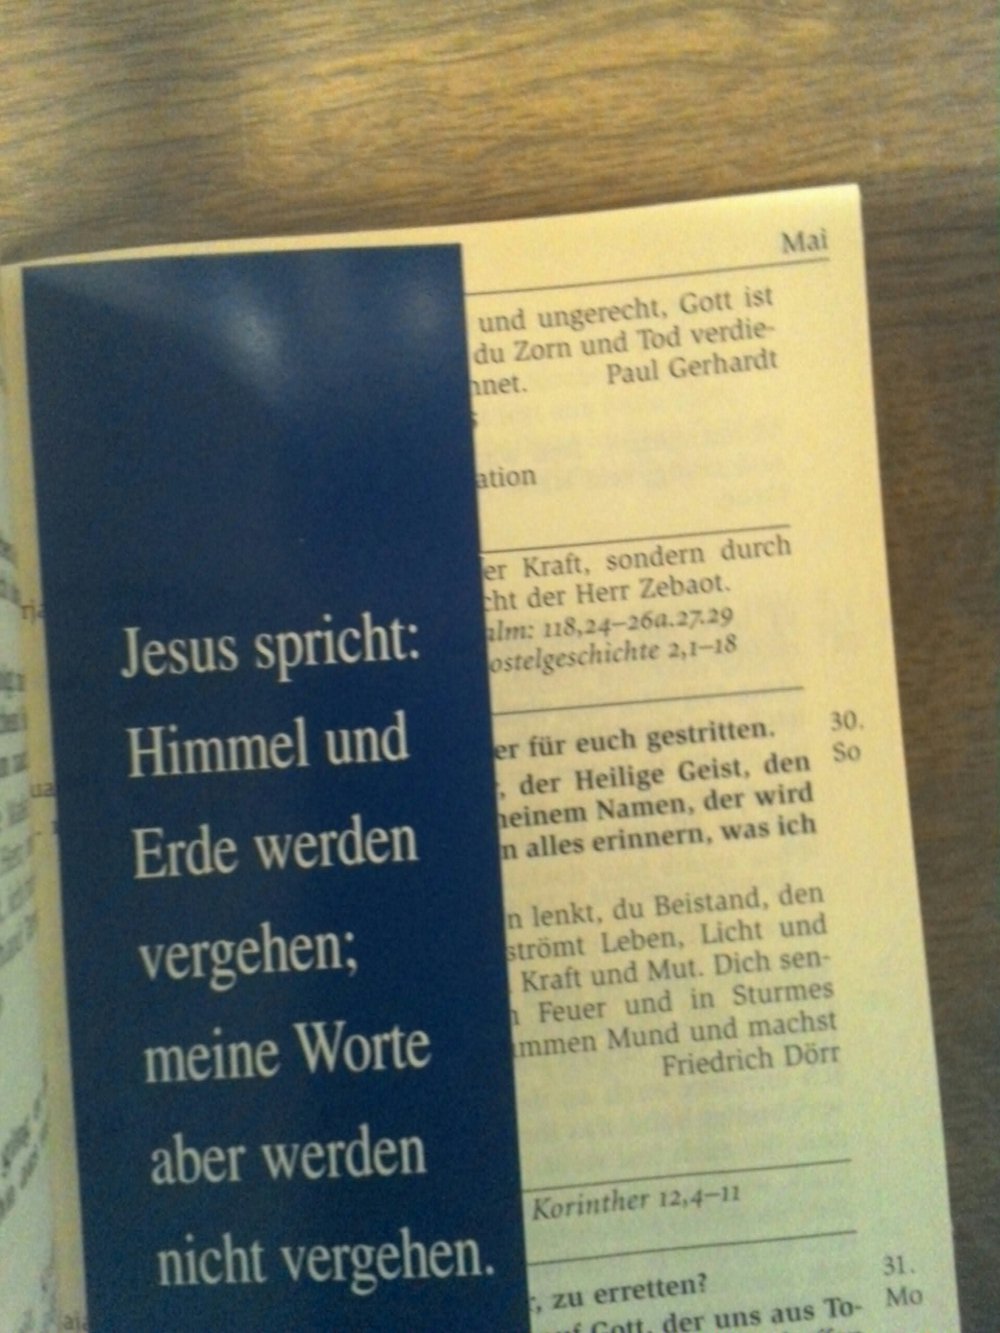 Mai
und ungerecht, Gott ist
du Zorn und Tod verdie-
net. Paul Gerhardt
ation
er Kraft, sondern durch
cht der Herr Zebaot.
alm: 118,24–26a.27.29
ostelgeschichte 2,1–18
er für euch gestritten. 30.
, der Heilige Geist, den So
meinem Namen, der wird
n alles erinnern, was ich
n lenkt, du Beistand, den
strömt Leben, Licht und
Kraft und Mut. Dich sen-
n Feuer und in Sturmes
ummen Mund und machst
Friedrich Dörr
Korinther 12,4–11
, zu erretten? 31.
auf Gott, der uns aus To- Mo
Jesus spricht:
Himmel und
Erde werden
vergehen;
meine Worte
aber werden
nicht vergehen.